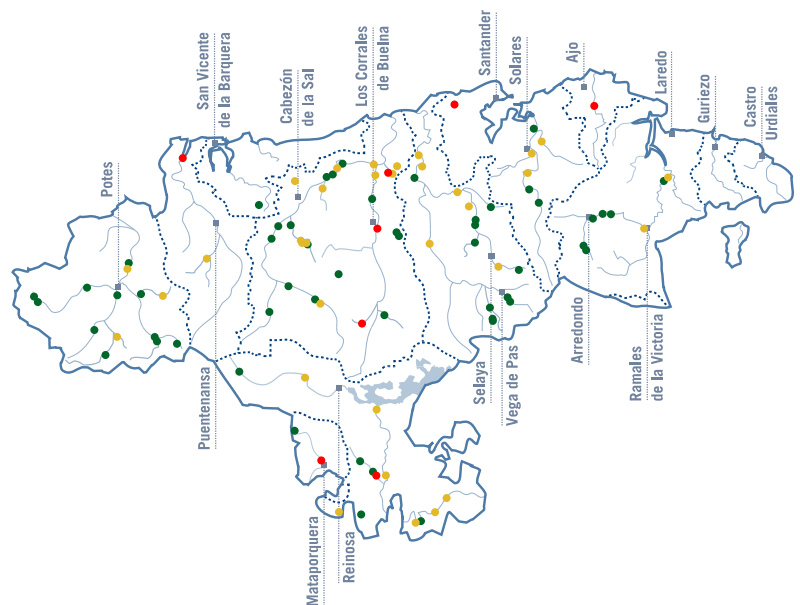 Potes
San Vicente
de la Barquera
Cabezón
de la Sal
Los Corrales
de Buelna
Santander
Solares
Ajo
Laredo
Guriezo
Castro
Urdiales
Puentenansa
Mataporquera
Reinosa
Selaya
Vega de Pas
Arredondo
Ramales
de la Victoria